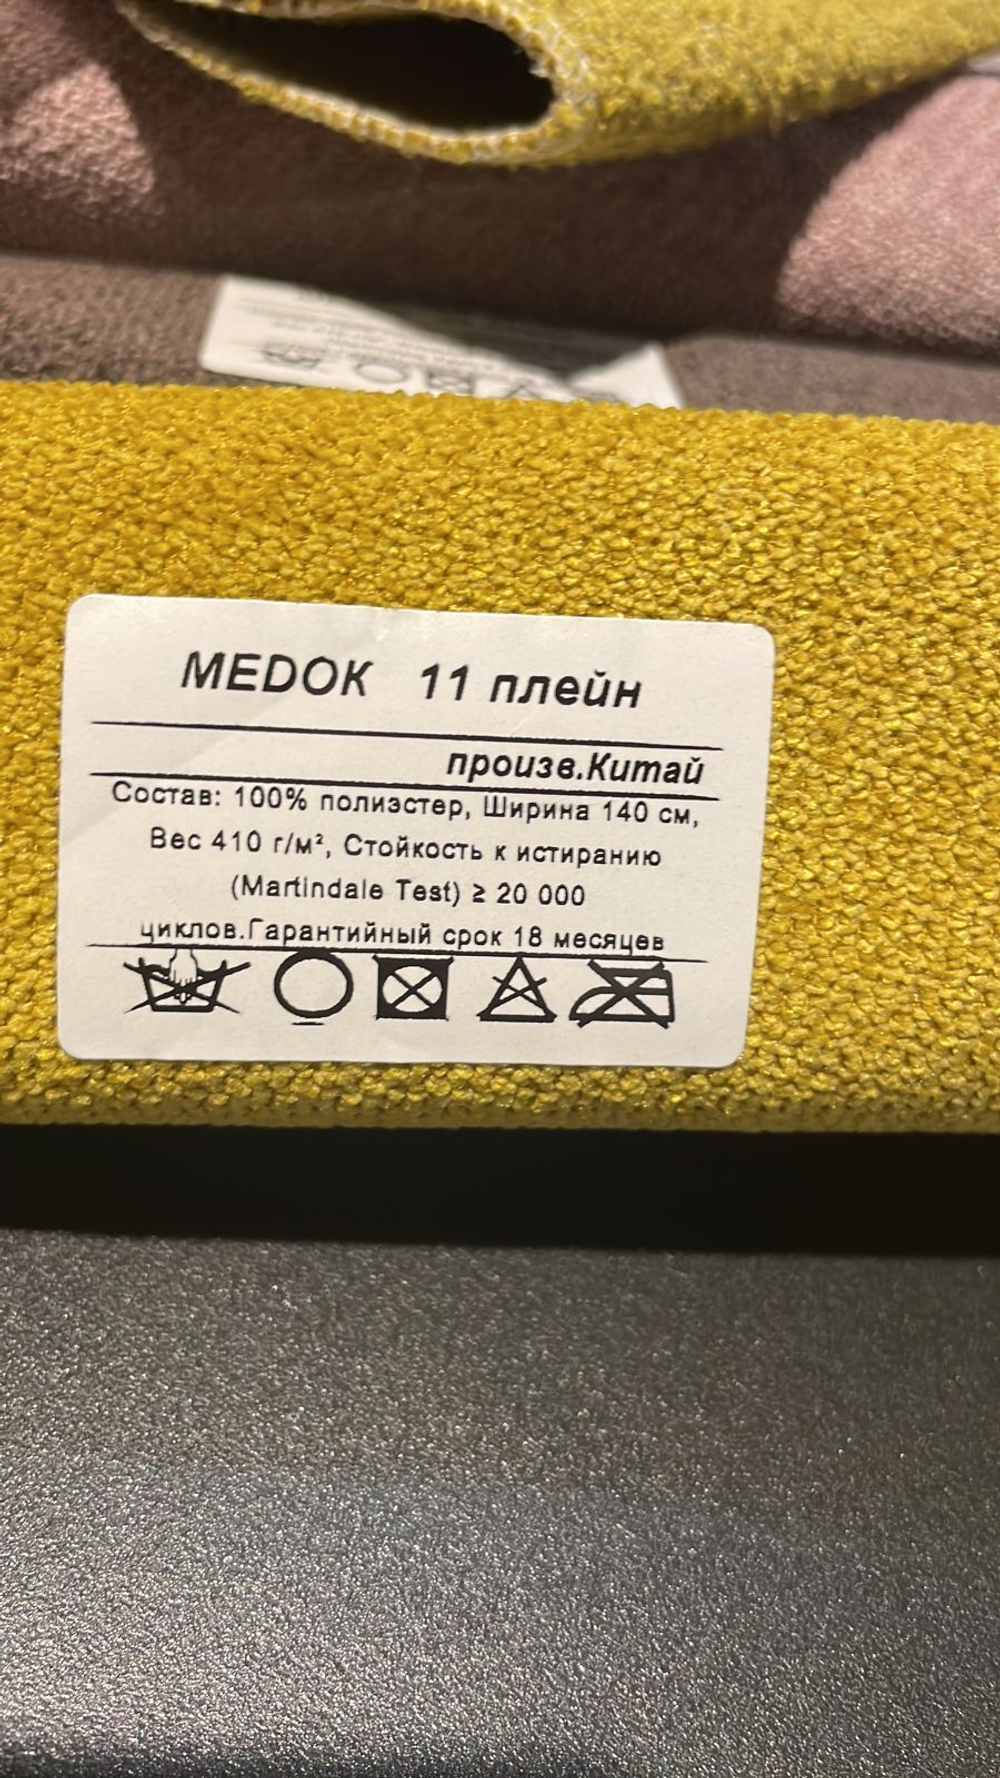 MEDOK 11 плейн
произв.Китай
Состав: 100% полиэстер, Ширина 140 см,
Вес 410 г/м², Стойкость к истиранию
(Martindale Test) ≥ 20 000
циклов.Гарантийный срок 18 месяцев